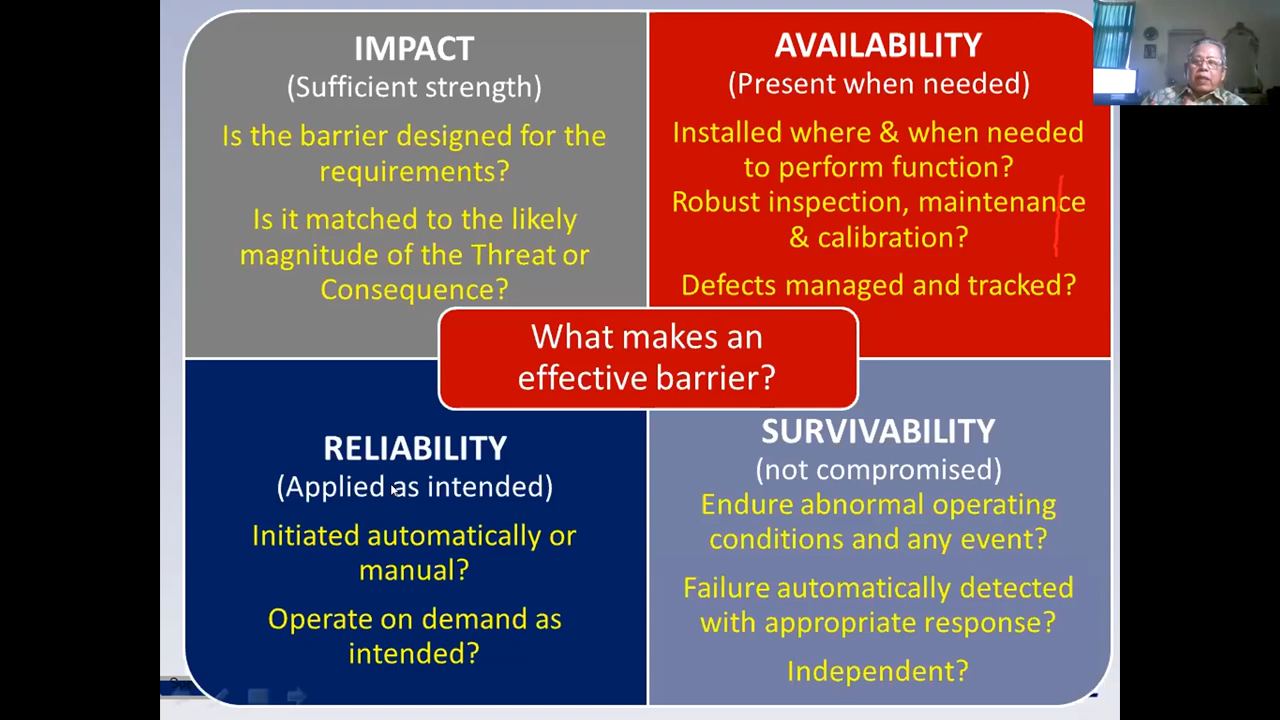 IMPACT
(Sufficient strength)
Is the barrier designed for the
requirements?
Is it matched to the likely
magnitude of the Threat or
Consequence?
AVAILABILITY
(Present when needed)
Installed where & when needed
to perform function?
Robust inspection, maintenance
& calibration?
Defects managed and tracked?
What makes an
effective barrier?
RELIABILITY
(Applied as intended)
Initiated automatically or
manual?
Operate on demand as
intended?
SURVIVABILITY
(not compromised)
Endure abnormal operating
conditions and any event?
Failure automatically detected
with appropriate response?
Independent?